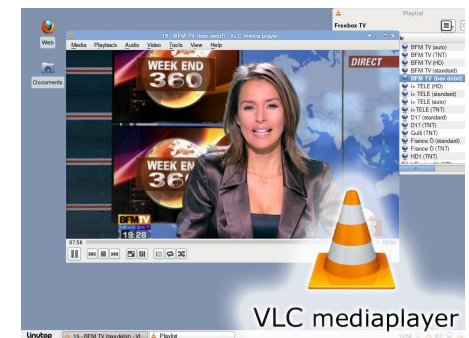 Playlist
Freebox TV
Web
Documents
15 - BFM TV (bas débit) - VLC media player
Media Playback Audio Video Tools View Help
WEEK END
360
DIRECT
WEEK EN
360
BFM TV
19:28
07:56
BFM TV (auto)
BFM TV (TNT)
BFM TV (HD)
BFM TV (standard)
BFM TV (bas débit)
i> TELE (HD)
i> TELE (standard)
i> TELE (auto)
i> TELE (TNT)
D17 (standard)
D17 (TNT)
Gulli (TNT)
France Ô (standard)
France Ô (TNT)
HD1 (TNT)
VLC mediaplayer
linutop
15 - BFM TV (bas débit) - VL
Playlist